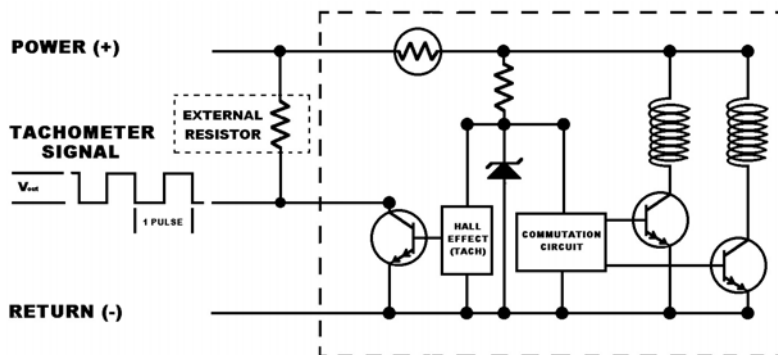 POWER (+)
EXTERNAL
RESISTOR
TACHOMETER
SIGNAL
Vout
1 PULSE
HALL
EFFECT
(TACH)
COMMUTATION
CIRCUIT
RETURN (-)